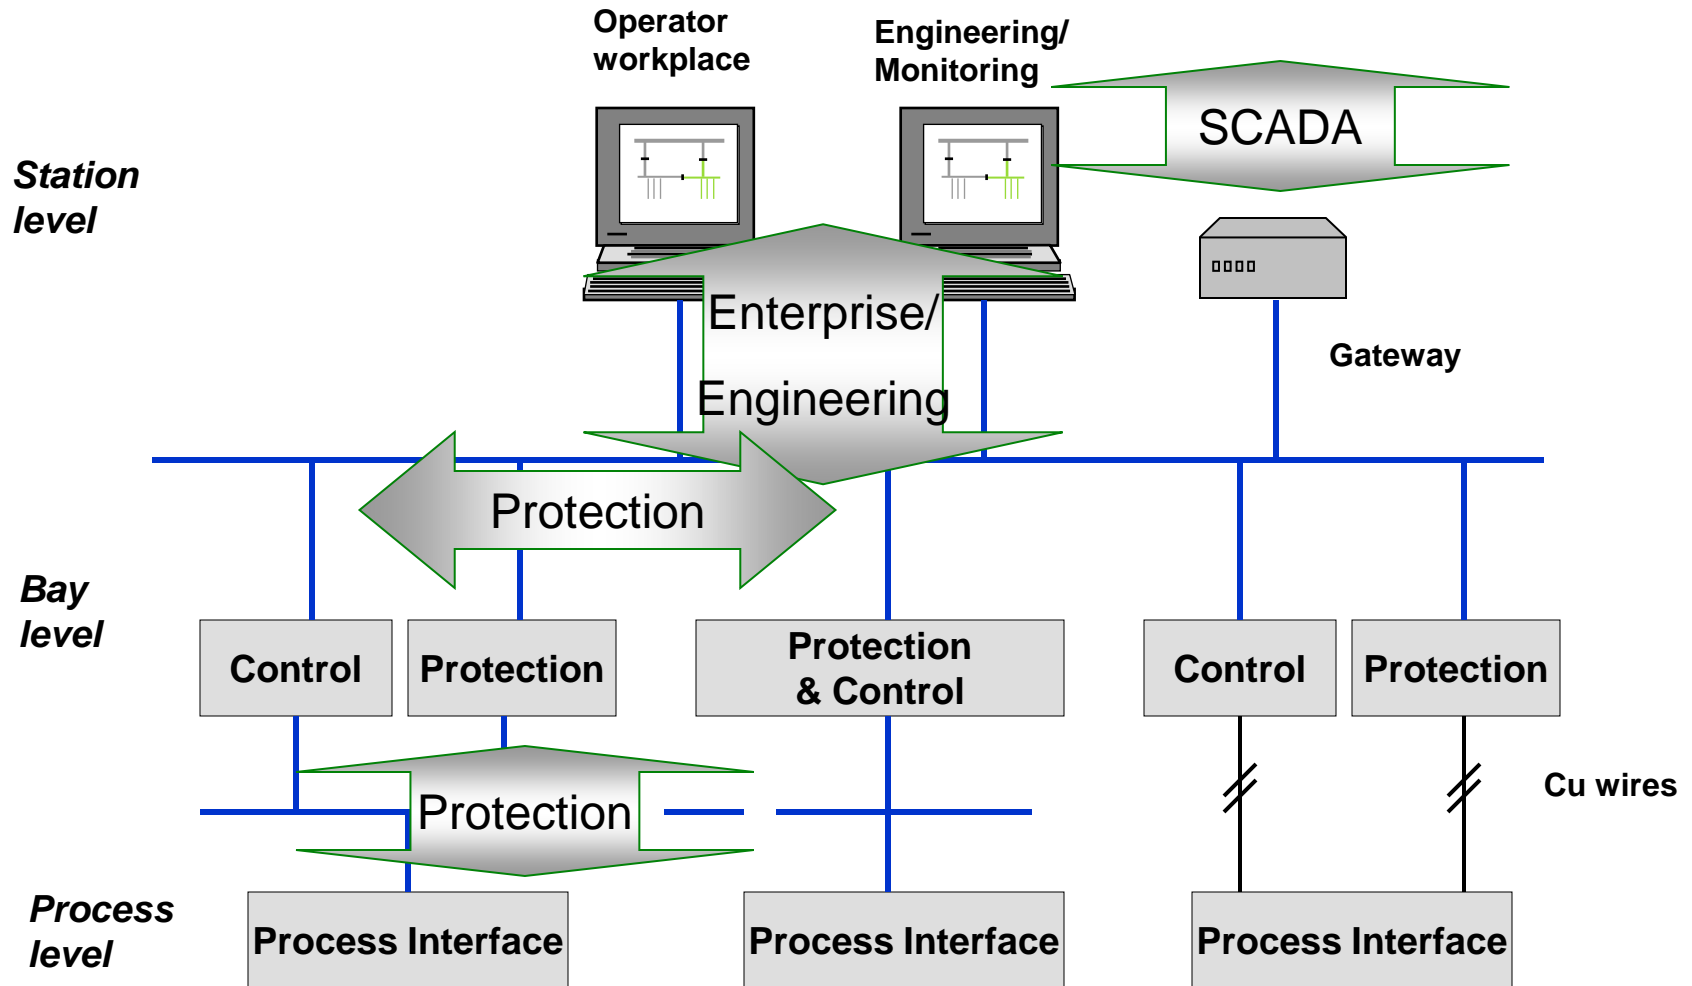 Operator
workplace
Engineering/
Monitoring
SCADA
Station
level
Enterprise/
Engineering
Gateway
Protection
Bay
level
Control
Protection
Protection
& Control
Control
Protection
Protection
Cu wires
Process
level
Process Interface
Process Interface
Process Interface